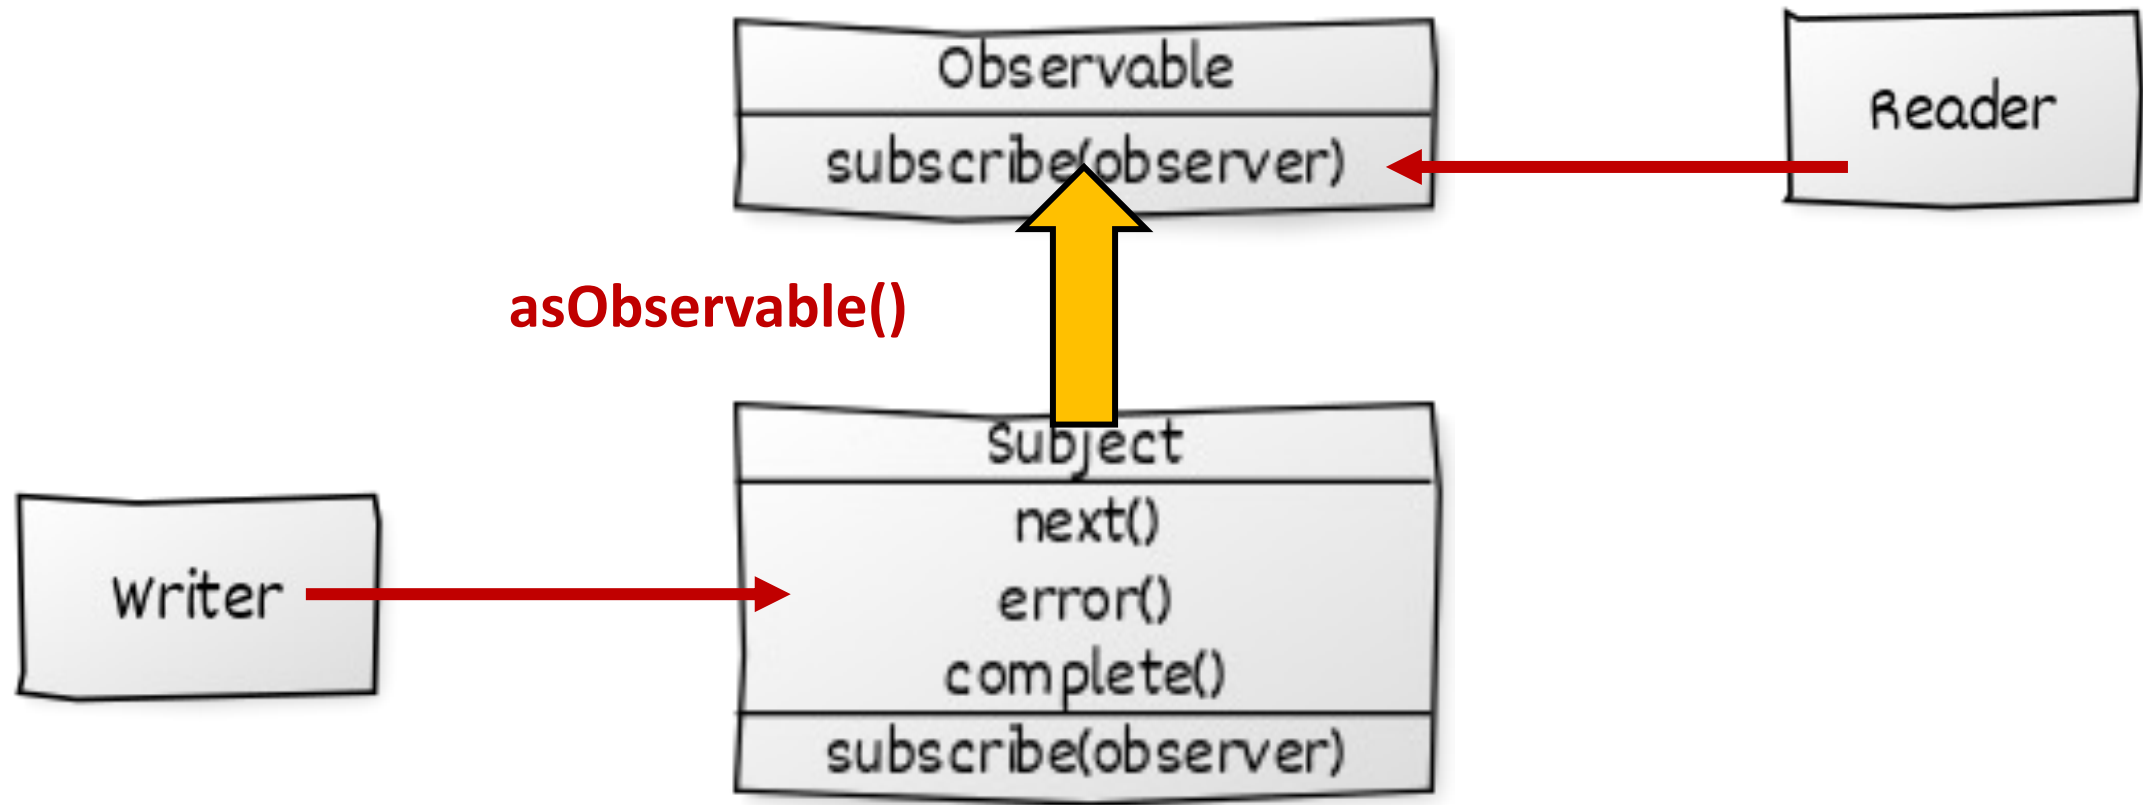 Observable
subscribe(observer)
Reader
asObservable()
Subject
next()
error()
complete()
subscribe(observer)
Writer